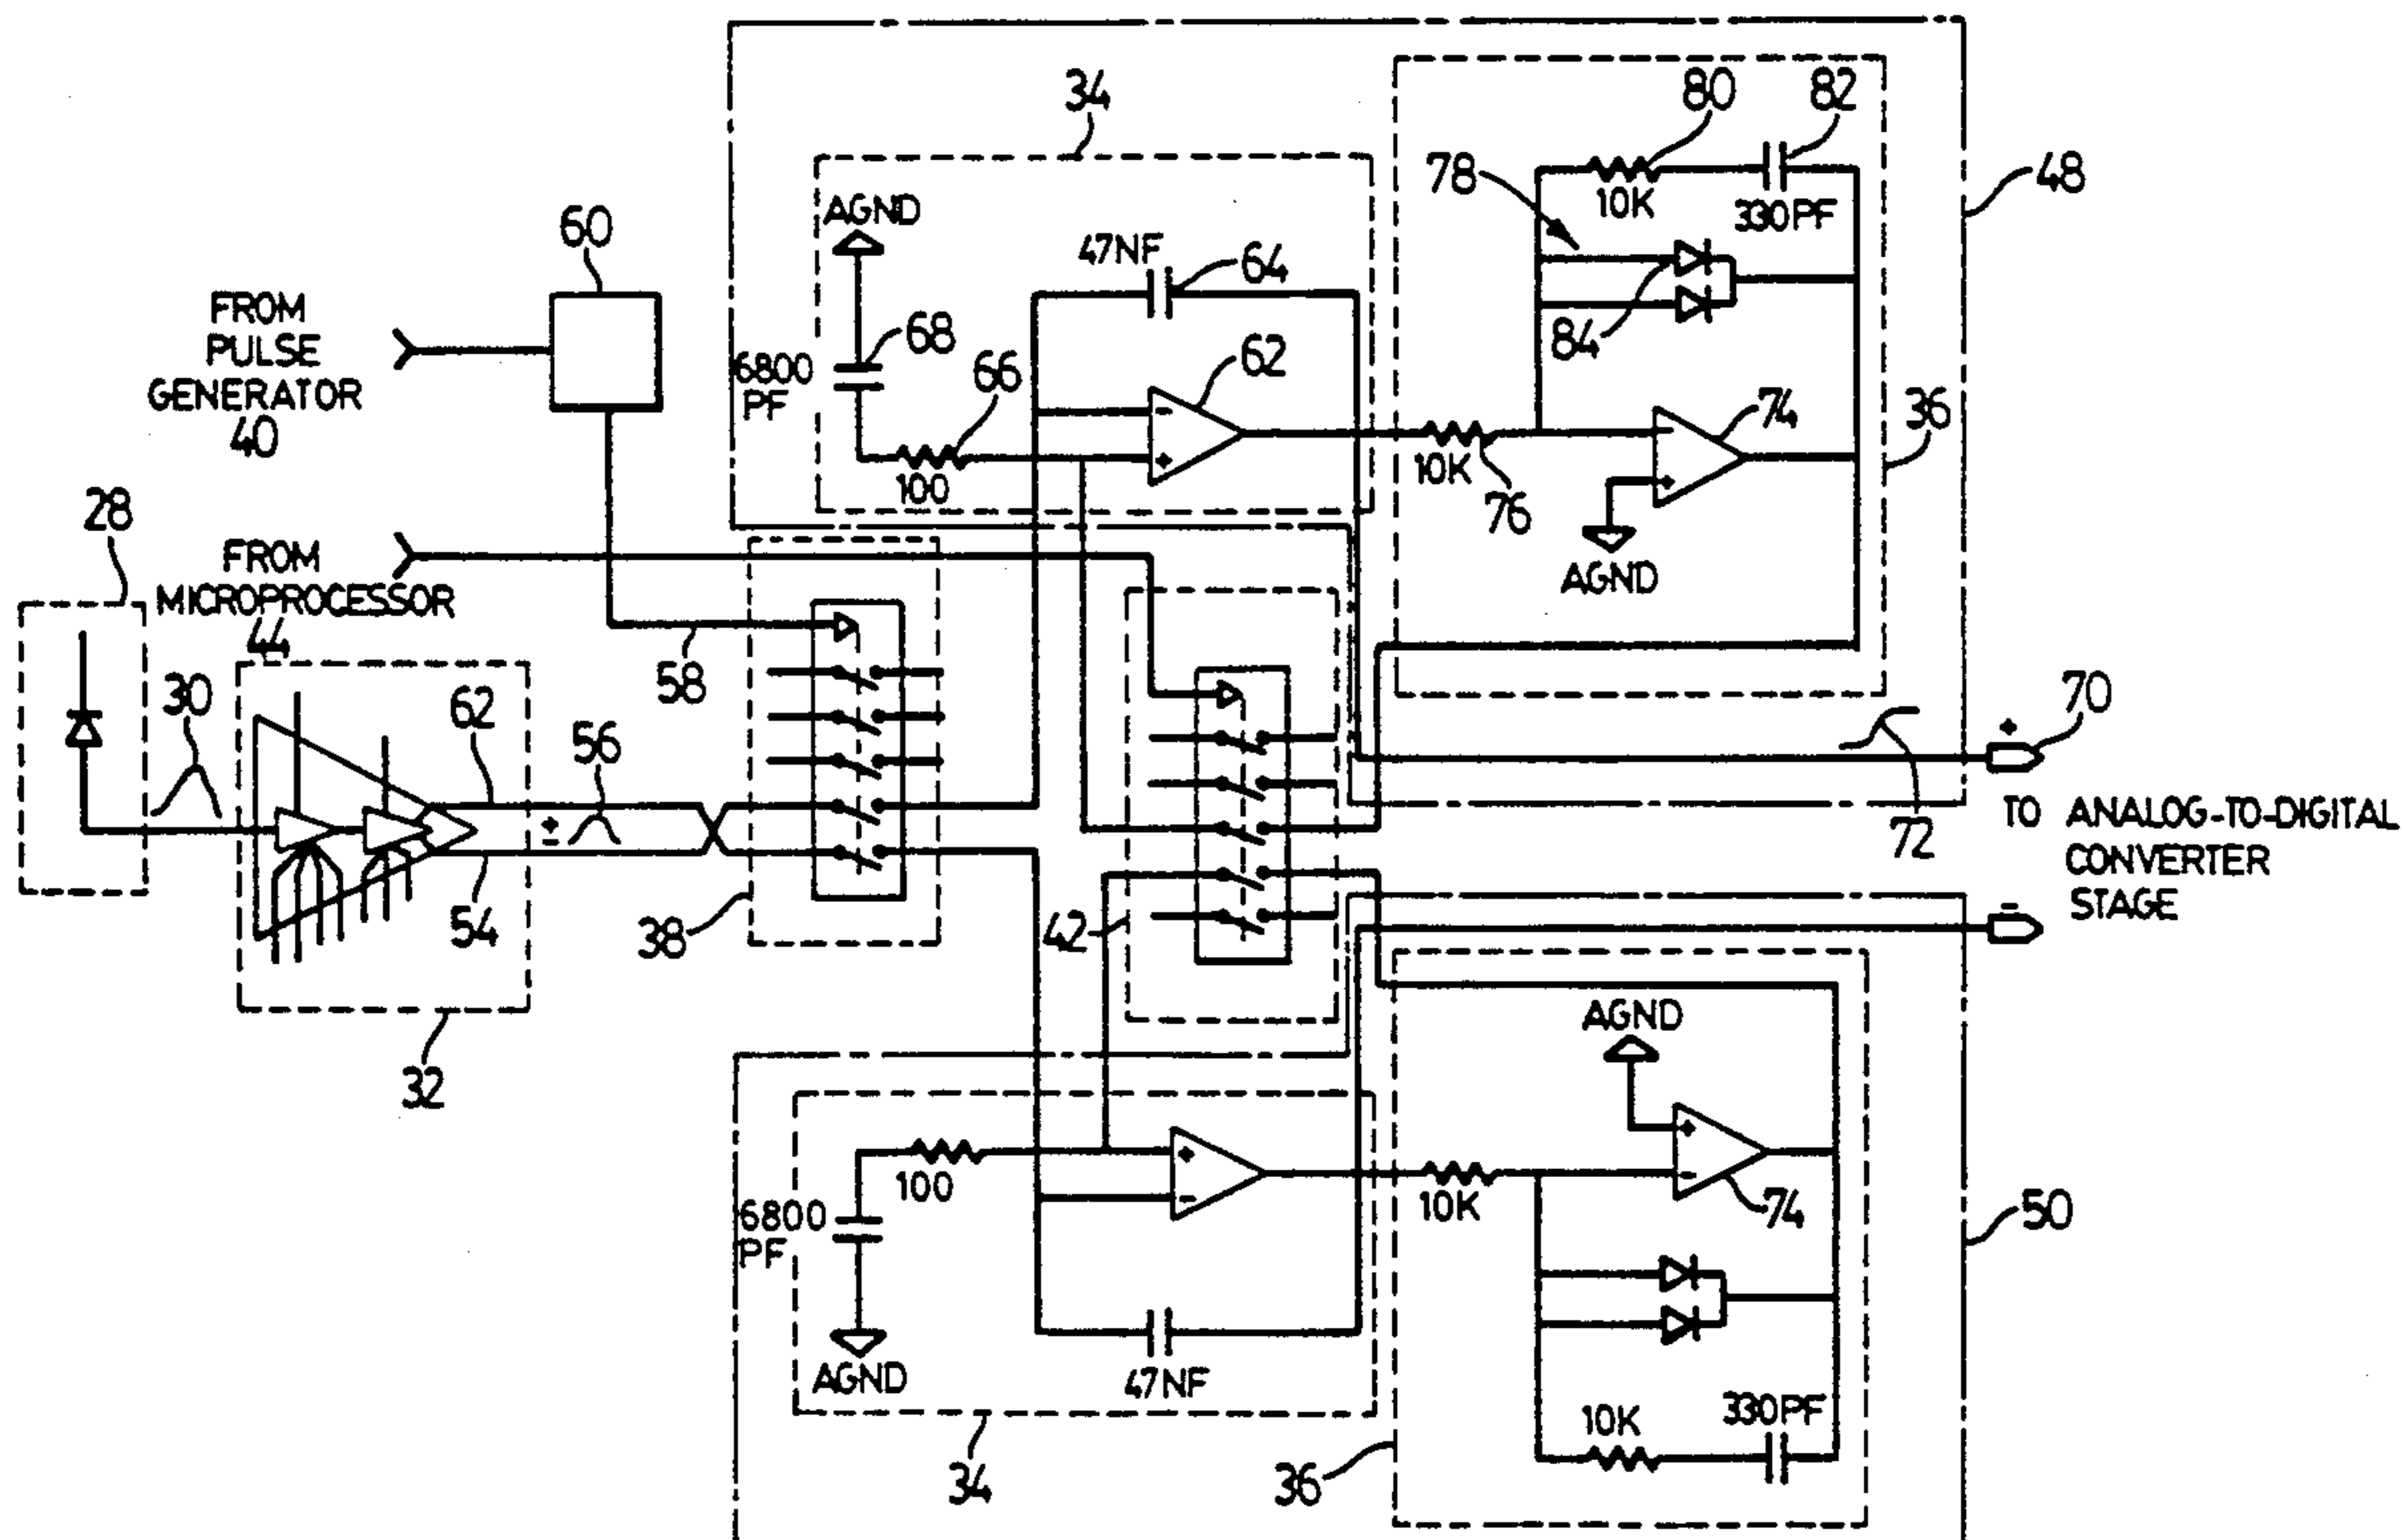 34
80
82
48
78
10K
330PF
AGND
60
47NF
64
FROM
PULSE
GENERATOR
40
68
6800
PF
66
62
84
-
+
100
10K
76
74
-
+
36
AGND
28
FROM
MICROPROCESSOR
44
58
30
62
56
+
-
54
38
42
32
72
+
70
TO ANALOG-TO-DIGITAL
CONVERTER
STAGE
-
AGND
+
-
74
100
+
-
10K
50
6800
PF
AGND
47NF
10K
330PF
34
36